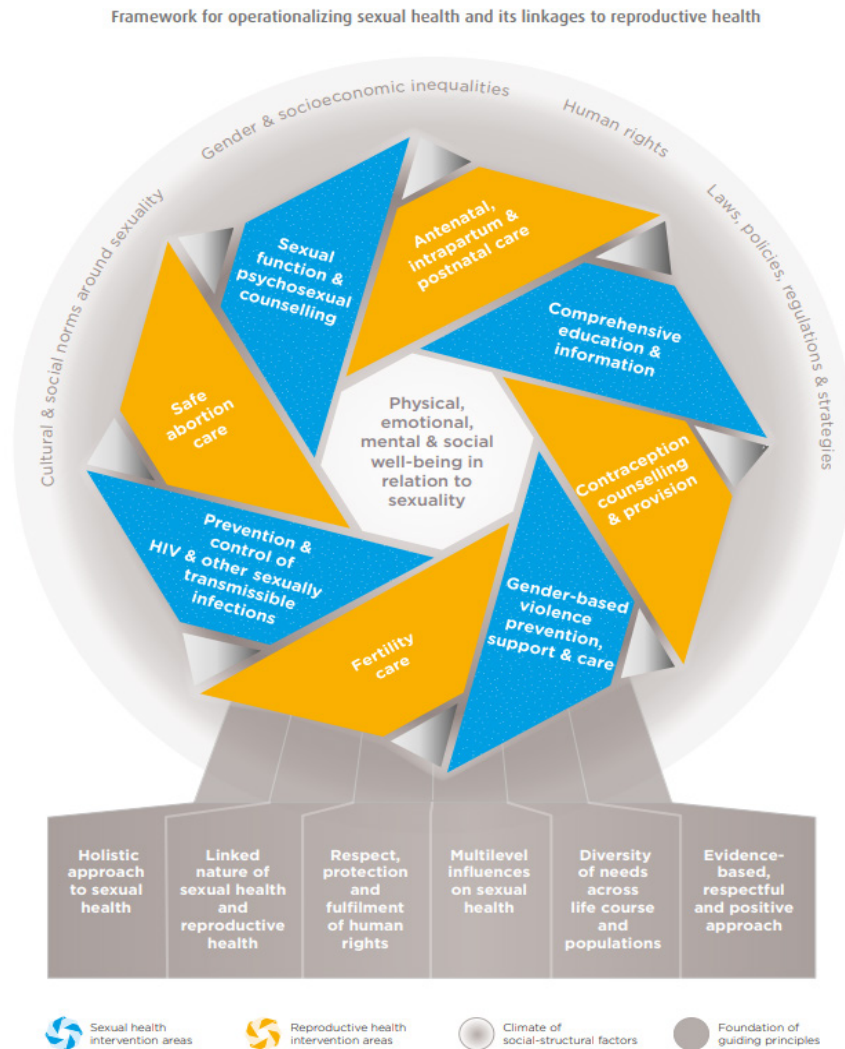 Framework for operationalizing sexual health and its linkages to reproductive health
Cultural & social norms around sexuality
Gender & socioeconomic inequalities
Human rights
Laws, policies, regulations & strategies
Sexual
function &
psychosexual
counselling
Antenatal,
intrapartum &
postnatal care
Comprehensive
education &
information
Safe
abortion
care
Physical,
emotional,
mental & social
well-being in
relation to
sexuality
Contraception
counselling
& provision
Prevention &
control of
HIV & other sexually
transmissible
infections
Fertility
care
Gender-based
violence
prevention,
support & care
Holistic
approach
to sexual
health
Linked
nature of
sexual health
and
reproductive
health
Respect,
protection
and
fulfilment
of human
rights
Multilevel
influences
on sexual
health
Diversity
of needs
across
life course
and
populations
Evidence-
based,
respectful
and positive
approach
Sexual health
intervention areas
Reproductive health
intervention areas
Climate of
social-structural factors
Foundation of
guiding principles